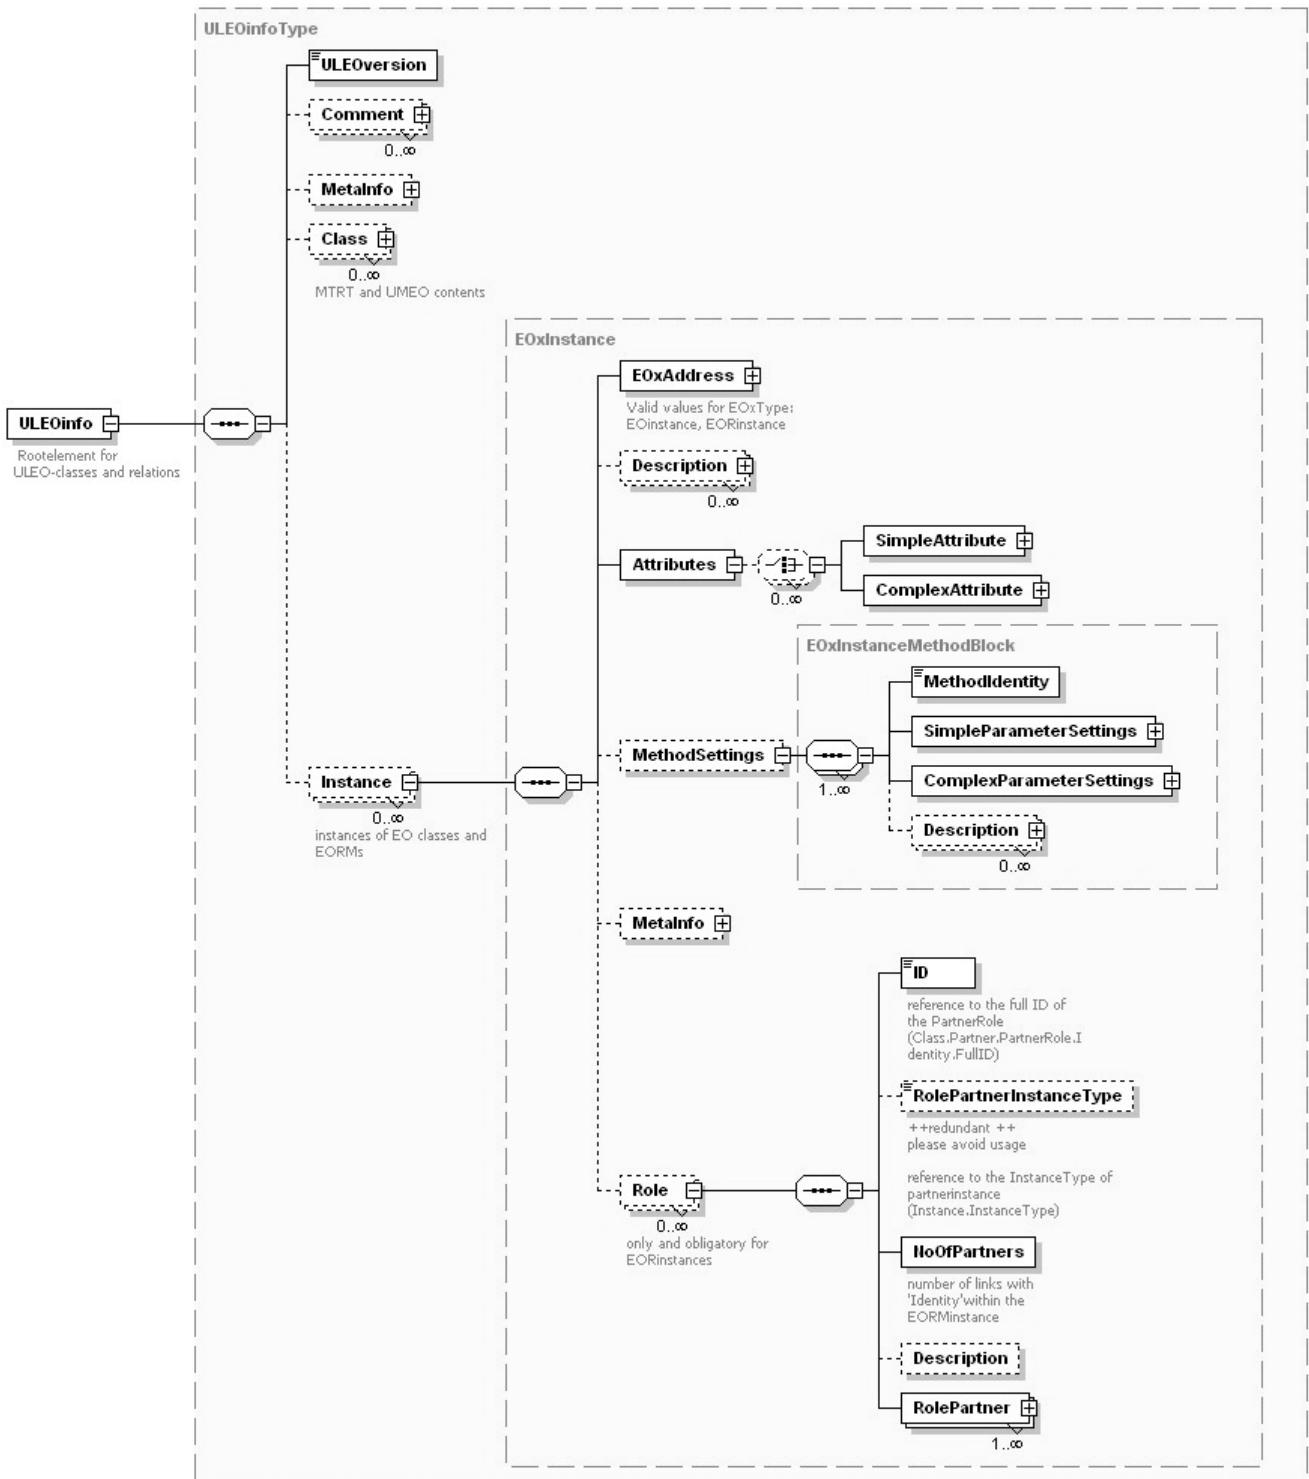 ULEOinfoType
ULEOversion
Comment
0..∞
MetaInfo
Class
0..∞
MTRT and UMEO contents
EOxInstance
EOxAddress
Valid values for EOxType:
EOinstance, EORinstance
ULEOinfo
Rootelement for
ULEO-classes and relations
Description
0..∞
Attributes
0..∞
SimpleAttribute
ComplexAttribute
EOxInstanceMethodBlock
MethodIdentity
SimpleParameterSettings
MethodSettings
1..∞
ComplexParameterSettings
Description
0..∞
Instance
0..∞
instances of EO classes and
EORMs
MetaInfo
ID
reference to the full ID of
the PartnerRole
(Class.Partner.PartnerRole.I
dentity.FullID)
RolePartnerInstanceType
++redundant ++
please avoid usage
reference to the InstanceType of
partnerinstance
(Instance.InstanceType)
Role
0..∞
only and obligatory for
EORinstances
NoOfPartners
number of links with
'Identity'within the
EORMinstance
Description
RolePartner
1..∞